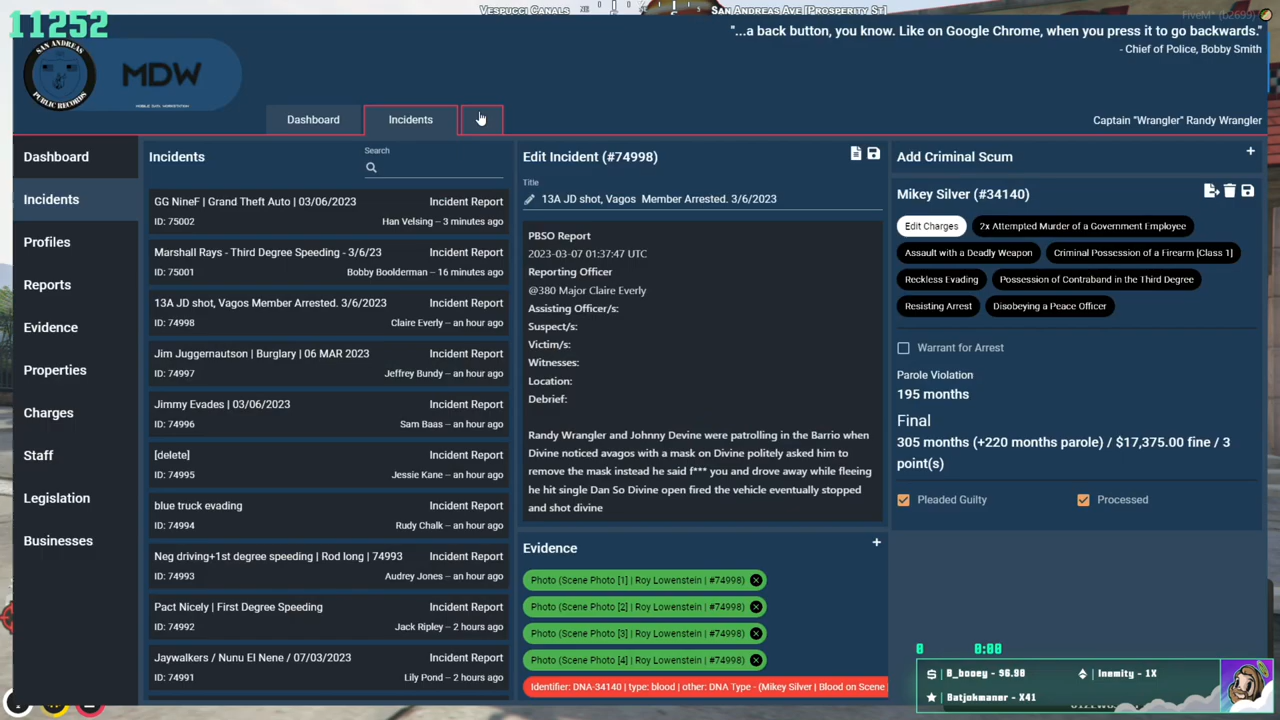 Vespucci Canals
San Andreas Ave [Prosperity St]
FiveM® (b2699)
11252
"...a back button, you know. Like on Google Chrome, when you press it to go backwards."
- Chief of Police, Bobby Smith
SAN ANDREAS
PUBLIC RECORDS
MDW
MOBILE DATA WORKSTATION
Dashboard
Incidents
Captain "Wrangler" Randy Wrangler
Dashboard
Incidents
Profiles
Reports
Evidence
Properties
Charges
Staff
Legislation
Businesses
Incidents
Search
GG NineF | Grand Theft Auto | 03/06/2023 Incident Report
ID: 75002 Han Velsing – 3 minutes ago
Marshall Rays - Third Degree Speeding - 3/6/23 Incident Report
ID: 75001 Bobby Boolderman – 16 minutes ago
13A JD shot, Vagos Member Arrested. 3/6/2023 Incident Report
ID: 74998 Claire Everly – an hour ago
Jim Juggernautson | Burglary | 06 MAR 2023 Incident Report
ID: 74997 Jeffrey Bundy – an hour ago
Jimmy Evades | 03/06/2023 Incident Report
ID: 74996 Sam Baas – an hour ago
[delete] Incident Report
ID: 74995 Jessie Kane – an hour ago
blue truck evading Incident Report
ID: 74994 Rudy Chalk – an hour ago
Neg driving+1st degree speeding | Rod long | 74993 Incident Report
ID: 74993 Audrey Jones – an hour ago
Pact Nicely | First Degree Speeding Incident Report
ID: 74992 Jack Ripley – 2 hours ago
Jaywalkers / Nunu El Nene / 07/03/2023 Incident Report
ID: 74991 Lily Pond – 2 hours ago
Edit Incident (#74998)
Title
13A JD shot, Vagos Member Arrested. 3/6/2023
PBSO Report
2023-03-07 01:37:47 UTC
Reporting Officer
@380 Major Claire Everly
Assisting Officer/s:
Suspect/s:
Victim/s:
Witnesses:
Location:
Debrief:
Randy Wrangler and Johnny Devine were patrolling in the Barrio when
Divine noticed avagos with a mask on Divine politely asked him to
remove the mask instead he said f*** you and drove away while fleeing
he hit single Dan So Divine open fired the vehicle eventually stopped
and shot divine
Evidence
Photo (Scene Photo [1] | Roy Lowenstein | #74998)
Photo (Scene Photo [2] | Roy Lowenstein | #74998)
Photo (Scene Photo [3] | Roy Lowenstein | #74998)
Photo (Scene Photo [4] | Roy Lowenstein | #74998)
Identifier: DNA-34140 | type: blood | other: DNA Type - (Mikey Silver | Blood on Scene |
Add Criminal Scum
Mikey Silver (#34140)
Edit Charges 2x Attempted Murder of a Government Employee
Assault with a Deadly Weapon Criminal Possession of a Firearm [Class 1]
Reckless Evading Possession of Contraband in the Third Degree
Resisting Arrest Disobeying a Peace Officer
Warrant for Arrest
Parole Violation
195 months
Final
305 months (+220 months parole) / $17,375.00 fine / 3
point(s)
Pleaded Guilty Processed
0 0:00
B_booey - $6.90 Inemity - 1X
Batjokmaner - X41